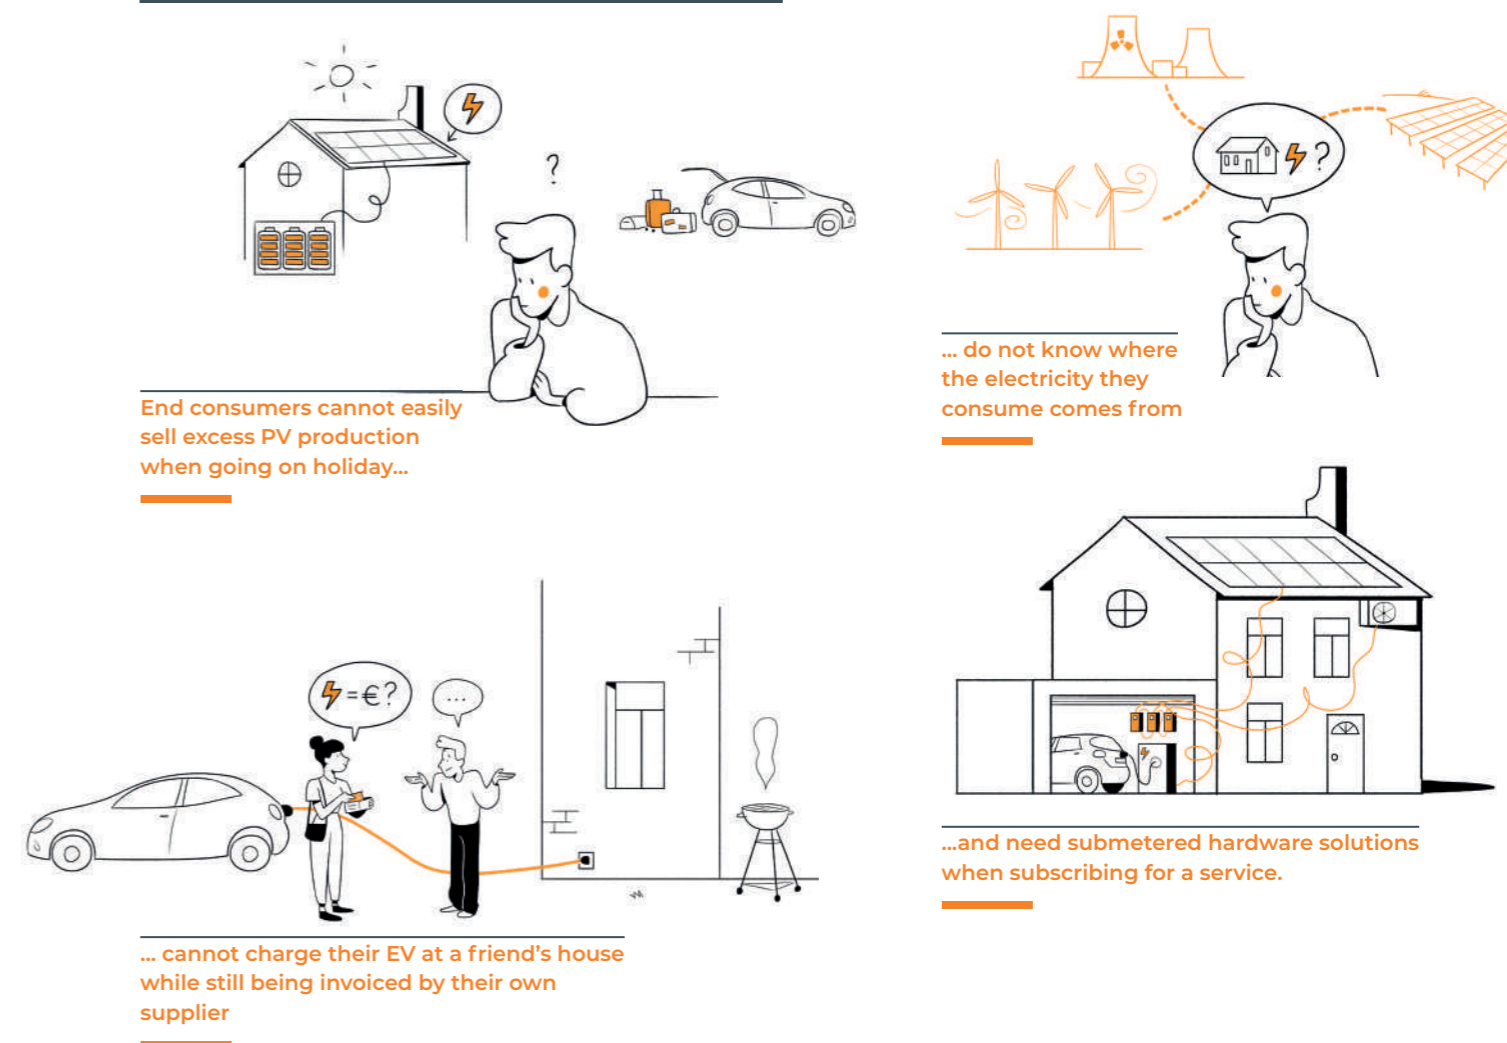 ?
End consumers cannot easily
sell excess PV production
when going on holiday...
?
... do not know where
the electricity they
consume comes from
=€?
...
... cannot charge their EV at a friend's house
while still being invoiced by their own
supplier
...and need submetered hardware solutions
when subscribing for a service.